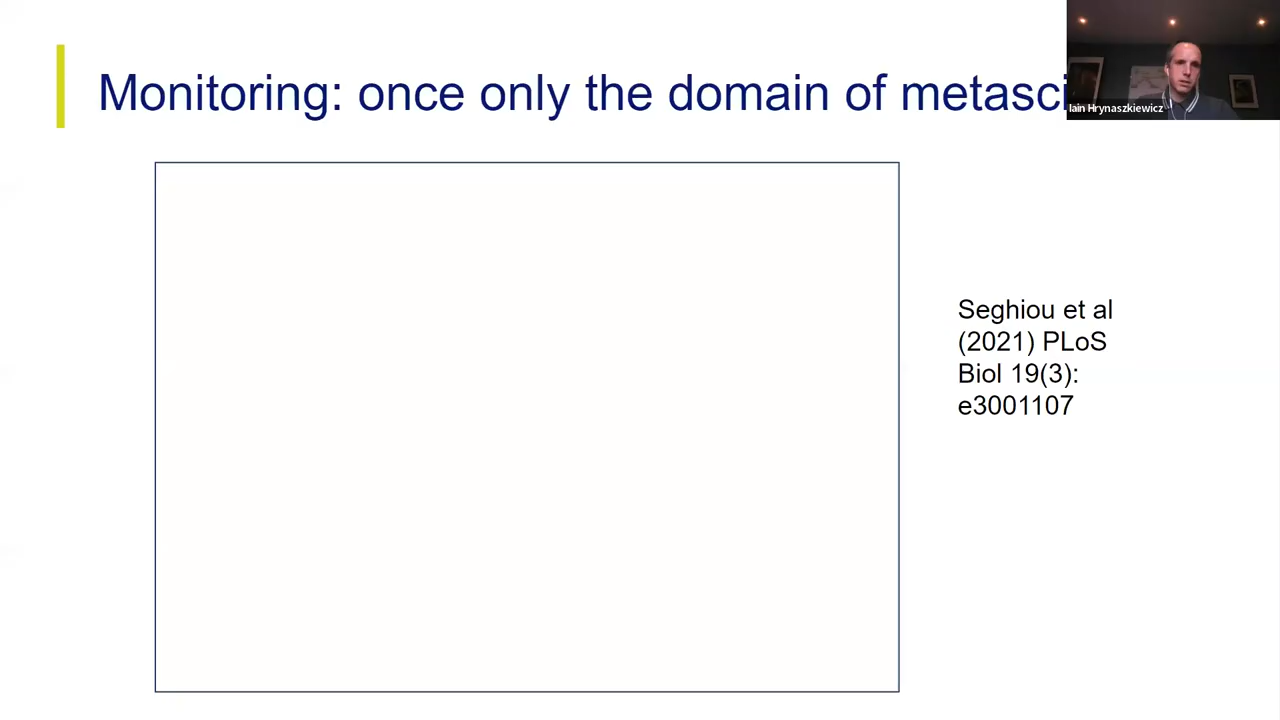 Monitoring: once only the domain of metasci
Iain Hrynaszkiewicz
Seghiou et al
(2021) PLoS
Biol 19(3):
e3001107